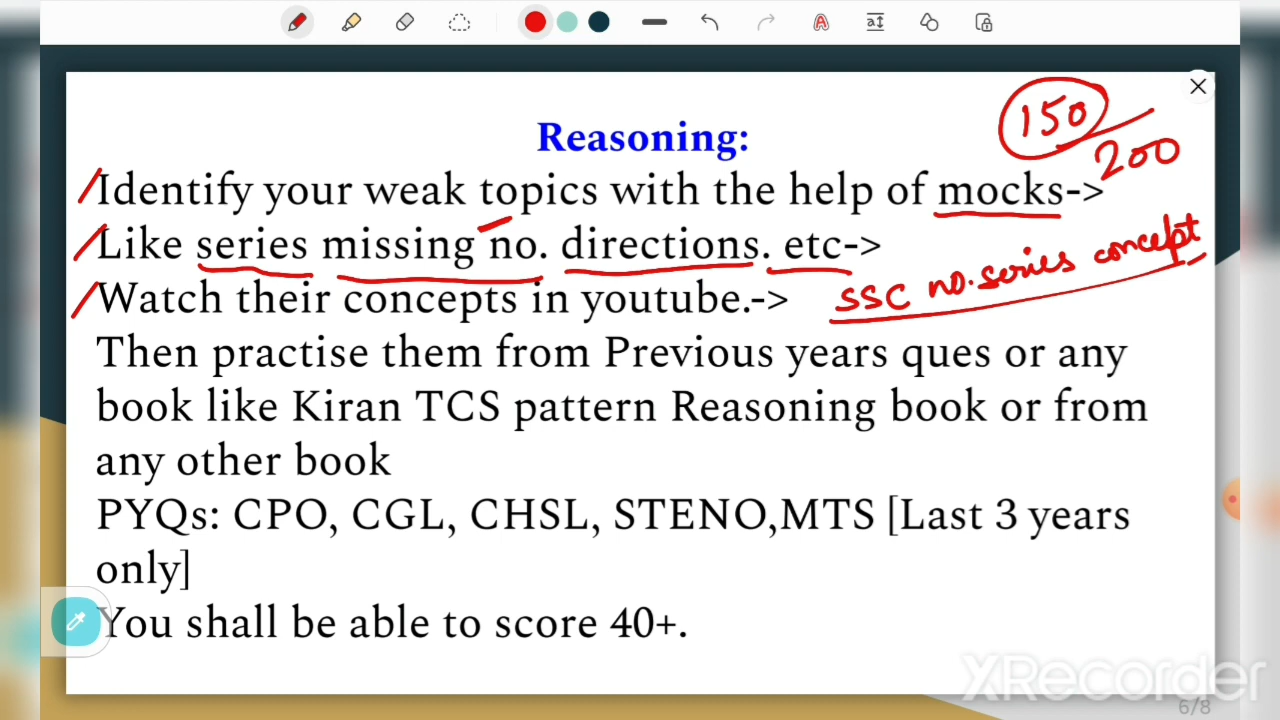 Reasoning:
150/200
Identify your weak topics with the help of mocks->
Like series missing no. directions. etc->
Watch their concepts in youtube.->
SSC no. series concept
Then practise them from Previous years ques or any
book like Kiran TCS pattern Reasoning book or from
any other book
PYQs: CPO, CGL, CHSL, STENO,MTS [Last 3 years
only]
You shall be able to score 40+.
XRecorder
6/8